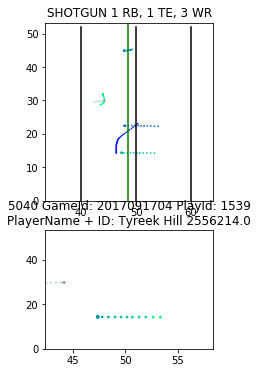 SHOTGUN 1 RB, 1 TE, 3 WR
50
40
30
20
10
0
40 50 60
5040 GameId: 2017091704 PlayId: 1539
PlayerName + ID: Tyreek Hill 2556214.0
40
20
0
45 50 55